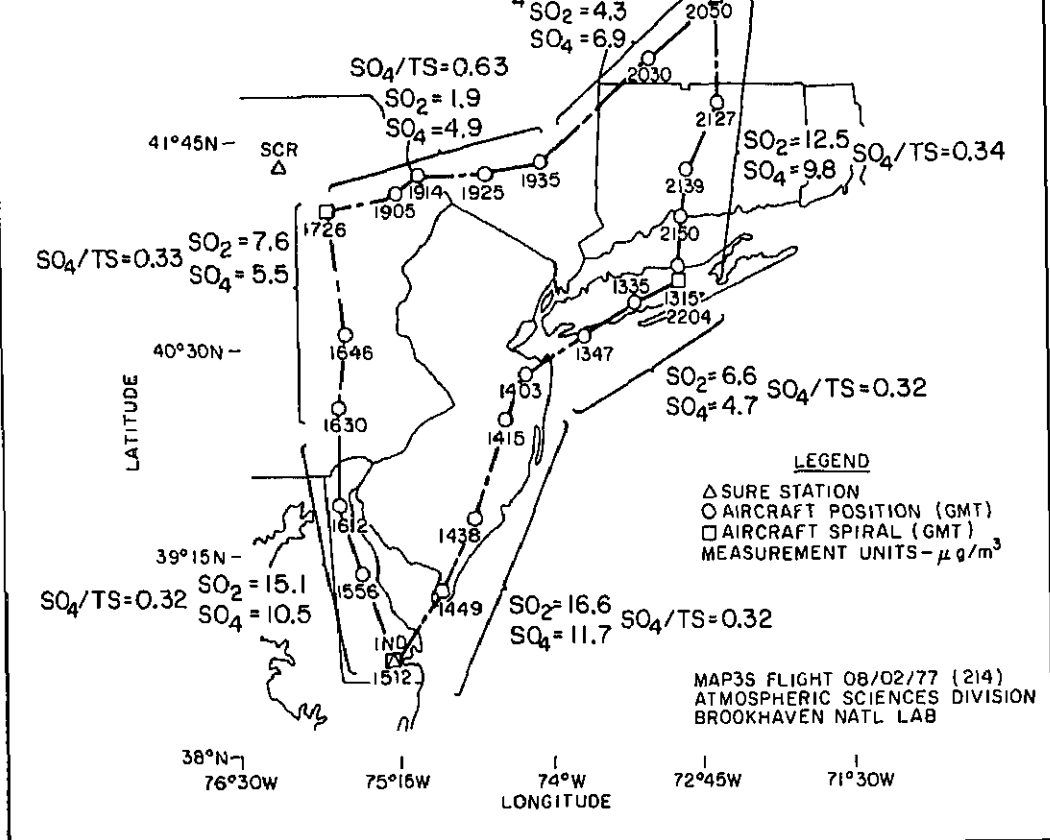 SO2=4.3
2050
SO4=6.9
2030
SO4/TS=0.63
SO2=1.9
SO4=4.9
2127
41°45N
SCR
SO2=12.5
SO4/TS=0.34
SO4=9.8
1935
1925
1914
1905
2139
1726
2150
SO2=7.6
SO4/TS=0.33
SO4=5.5
1335
1315
2204
1646
1347
40°30N
SO2=6.6
SO4/TS=0.32
SO4=4.7
1403
1630
1415
LATITUDE
LEGEND
△ SURE STATION
○ AIRCRAFT POSITION (GMT)
□ AIRCRAFT SPIRAL (GMT)
MEASUREMENT UNITS-μg/m³
1612
1438
39°15N
1556
SO2=15.1
SO4/TS=0.32
SO4=10.5
1449
SO2=16.6
SO4/TS=0.32
SO4=11.7
IND
1512
MAP3S FLIGHT 08/02/77 (214)
ATMOSPHERIC SCIENCES DIVISION
BROOKHAVEN NATL LAB
38°N
76°30W 75°16W 74°W 72°45W 71°30W
LONGITUDE